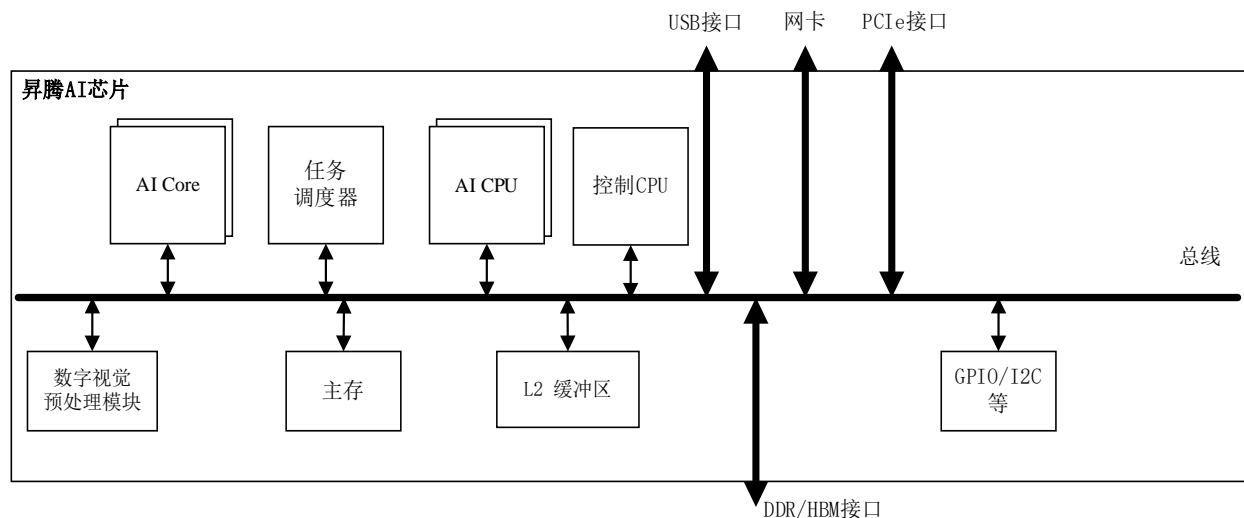 USB接口 网卡 PCIe接口
昇腾AI芯片
AI Core
任务
调度器
AI CPU
控制CPU
总线
数字视觉
预处理模块
主存
L2 缓冲区
GPIO/I2C
等
DDR/HBM接口